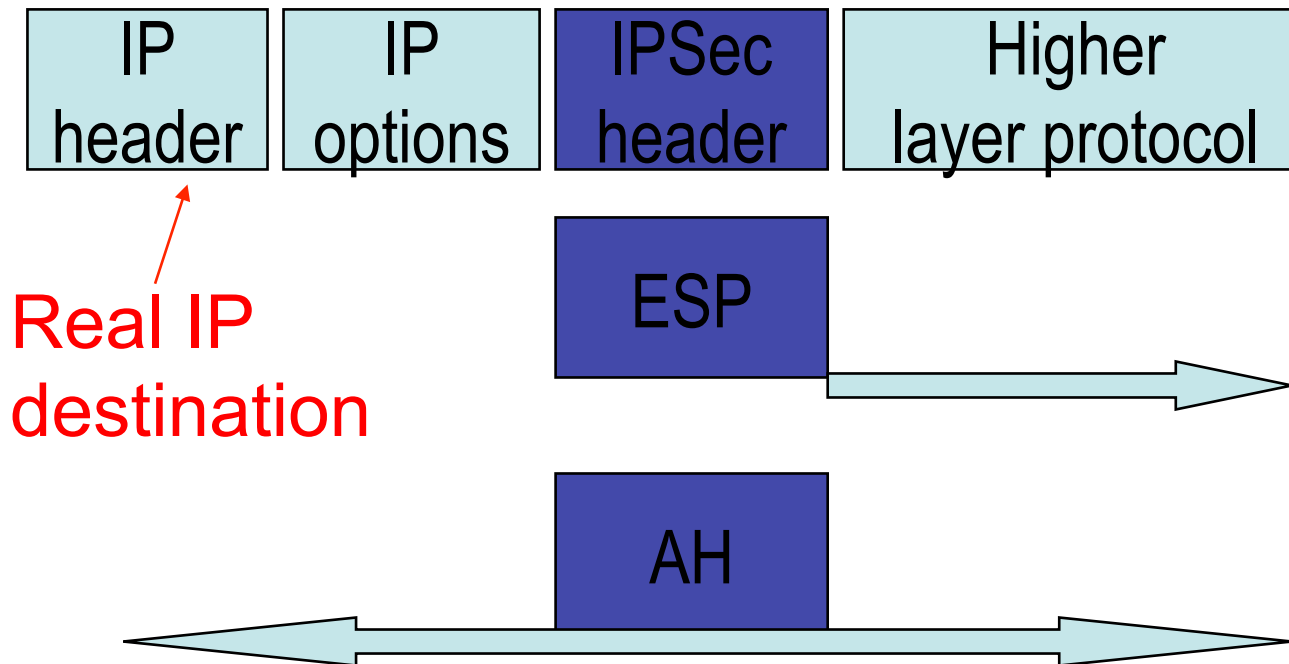 IP
header
IP
options
IPSec
header
Higher
layer protocol
Real IP
destination
ESP
AH